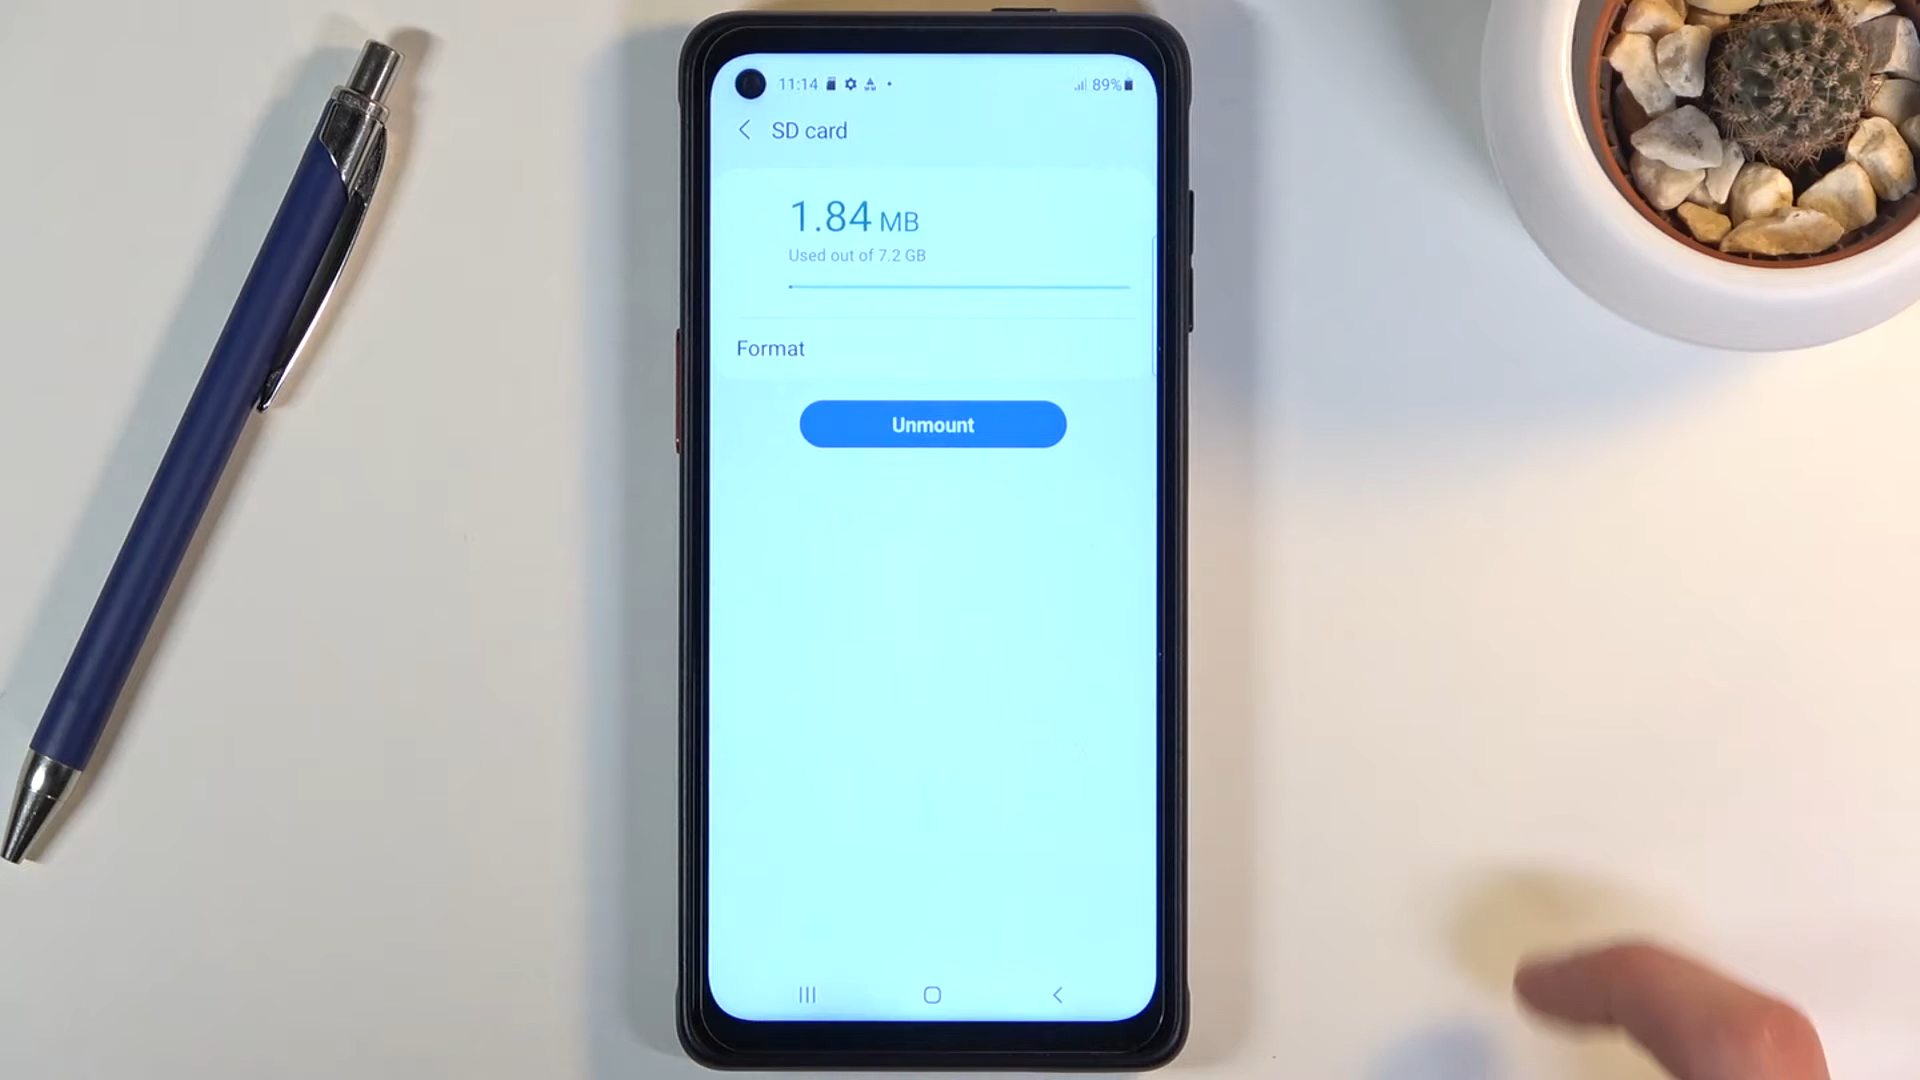 11:14
89%
SD card
1.84 MB
Used out of 7.2 GB
Format
Unmount